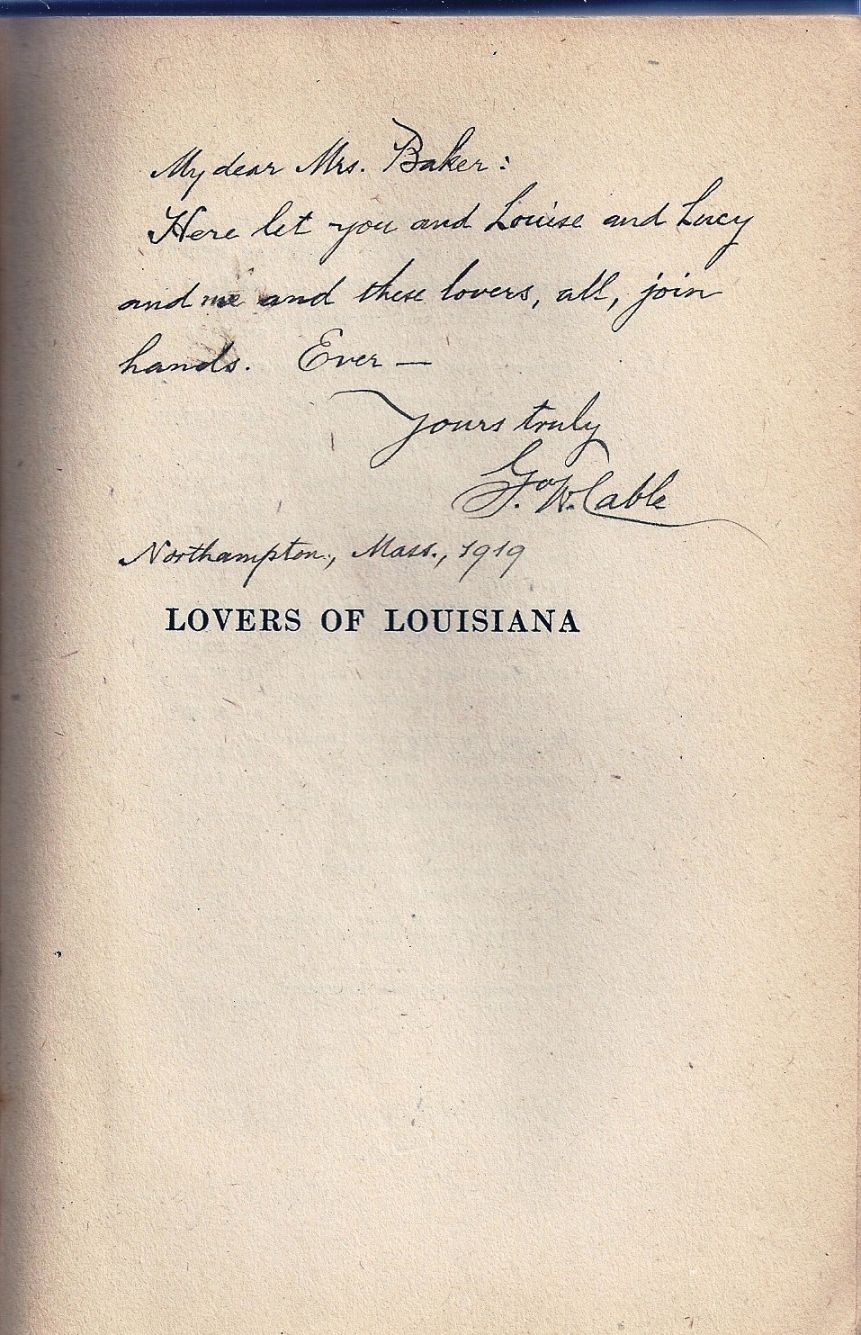 My dear Mrs. Baker:
Here let you and Louise and Lucy
and me and these lovers, all, join
hands. Ever —
Yours truly
G. W. Cable
Northampton, Mass., 1919
LOVERS OF LOUISIANA